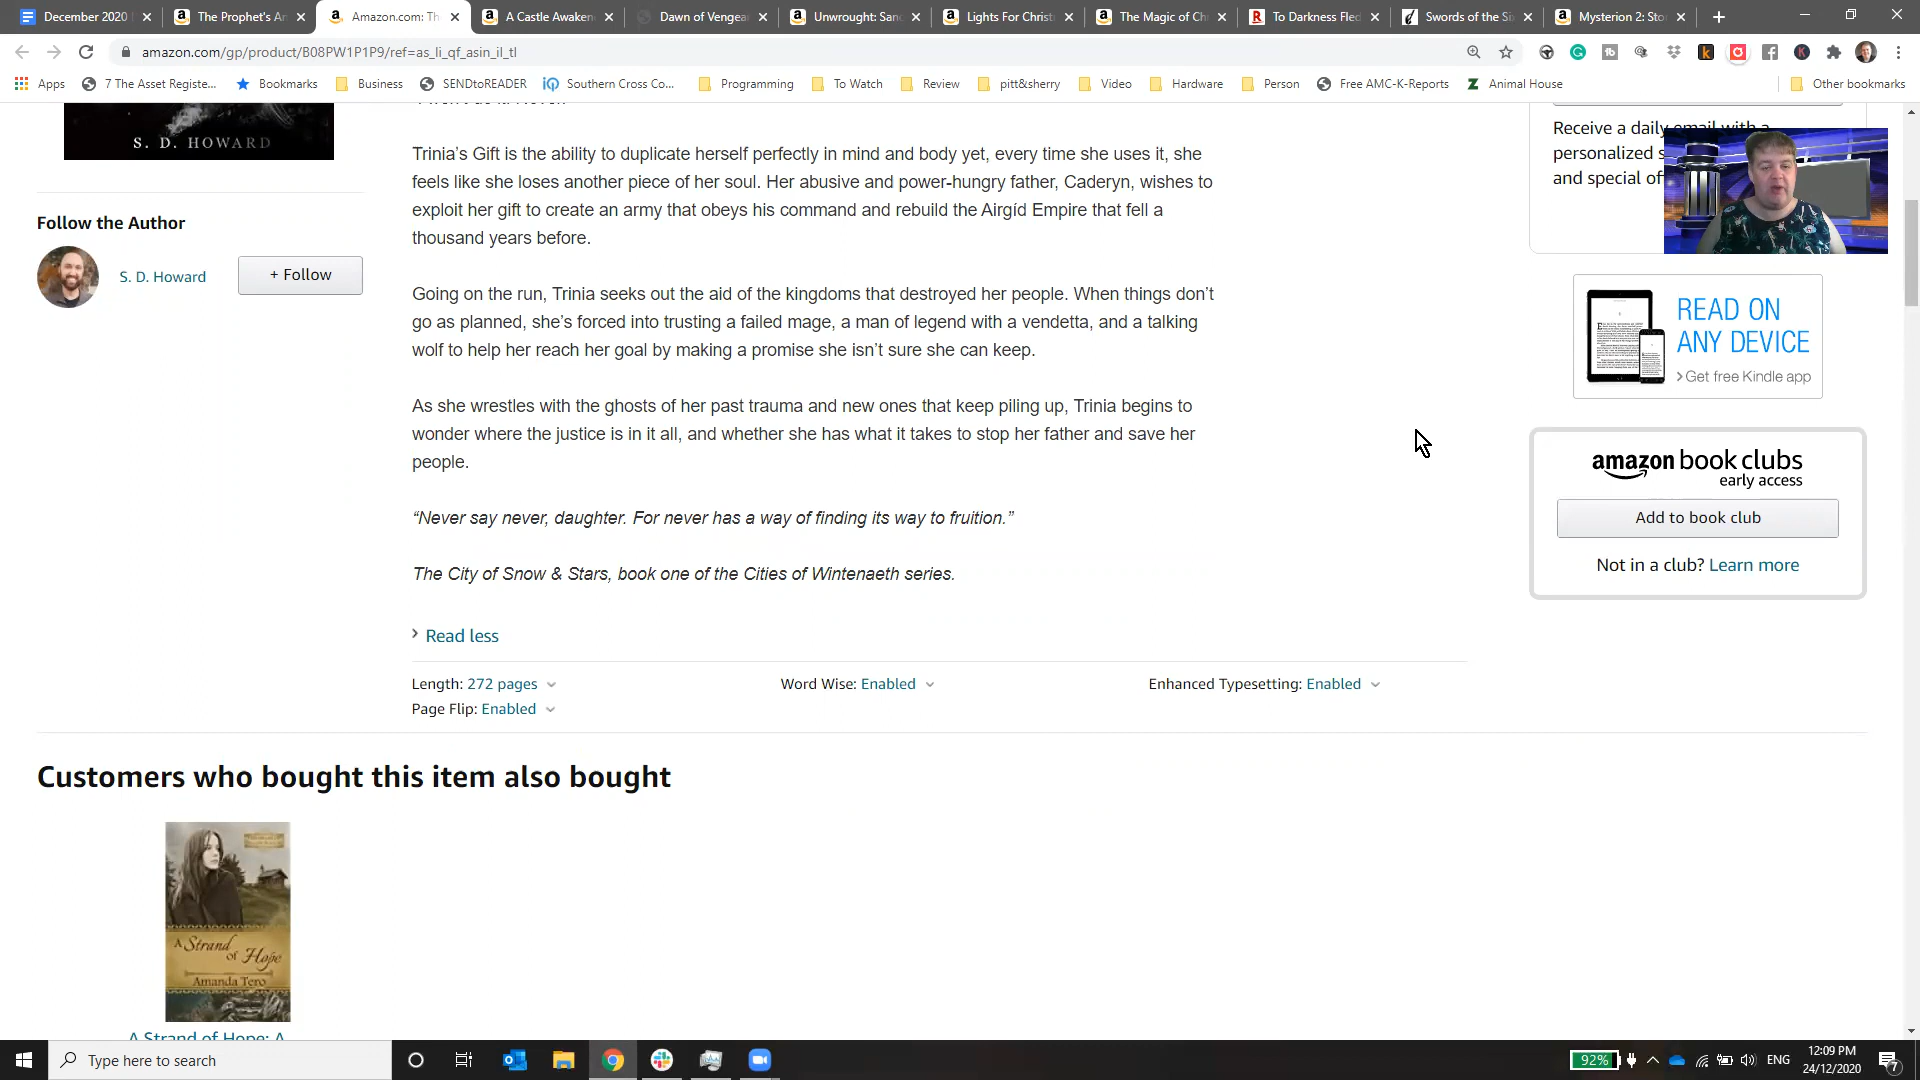 December 2020
The Prophet's An
Amazon.com: Th
A Castle Awaken
Dawn of Vengea
Unwrought: San
Lights For Christ
The Magic of Ch
To Darkness Fled
Swords of the Si
Mysterion 2: Sto
amazon.com/gp/product/B08PW1P1P9/ref=as_li_qf_asin_il_tl
Apps
7 The Asset Registe...
Bookmarks
Business
SENDtoREADER
Southern Cross Co...
Programming
To Watch
Review
pitt&sherry
Video
Hardware
Person
Free AMC-K-Reports
Animal House
Other bookmarks
S. D. HOWARD
Follow the Author
S. D. Howard
+ Follow
Trinia’s Gift is the ability to duplicate herself perfectly in mind and body yet, every time she uses it, she
feels like she loses another piece of her soul. Her abusive and power-hungry father, Caderyn, wishes to
exploit her gift to create an army that obeys his command and rebuild the Airgíd Empire that fell a
thousand years before.
Going on the run, Trinia seeks out the aid of the kingdoms that destroyed her people. When things don’t
go as planned, she’s forced into trusting a failed mage, a man of legend with a vendetta, and a talking
wolf to help her reach her goal by making a promise she isn’t sure she can keep.
As she wrestles with the ghosts of her past trauma and new ones that keep piling up, Trinia begins to
wonder where the justice is in it all, and whether she has what it takes to stop her father and save her
people.
“Never say never, daughter. For never has a way of finding its way to fruition.”
The City of Snow & Stars, book one of the Cities of Wintenaeth series.
Read less
Length: 272 pages
Word Wise: Enabled
Enhanced Typesetting: Enabled
Page Flip: Enabled
Receive a daily email with a
personalized s
and special of
READ ON
ANY DEVICE
Get free Kindle app
amazon book clubs
early access
Add to book club
Not in a club? Learn more
Customers who bought this item also bought
A Strand
of Hope
Amanda Tero
A Strand of Hope: A
Type here to search
92%
ENG
12:09 PM
24/12/2020
7